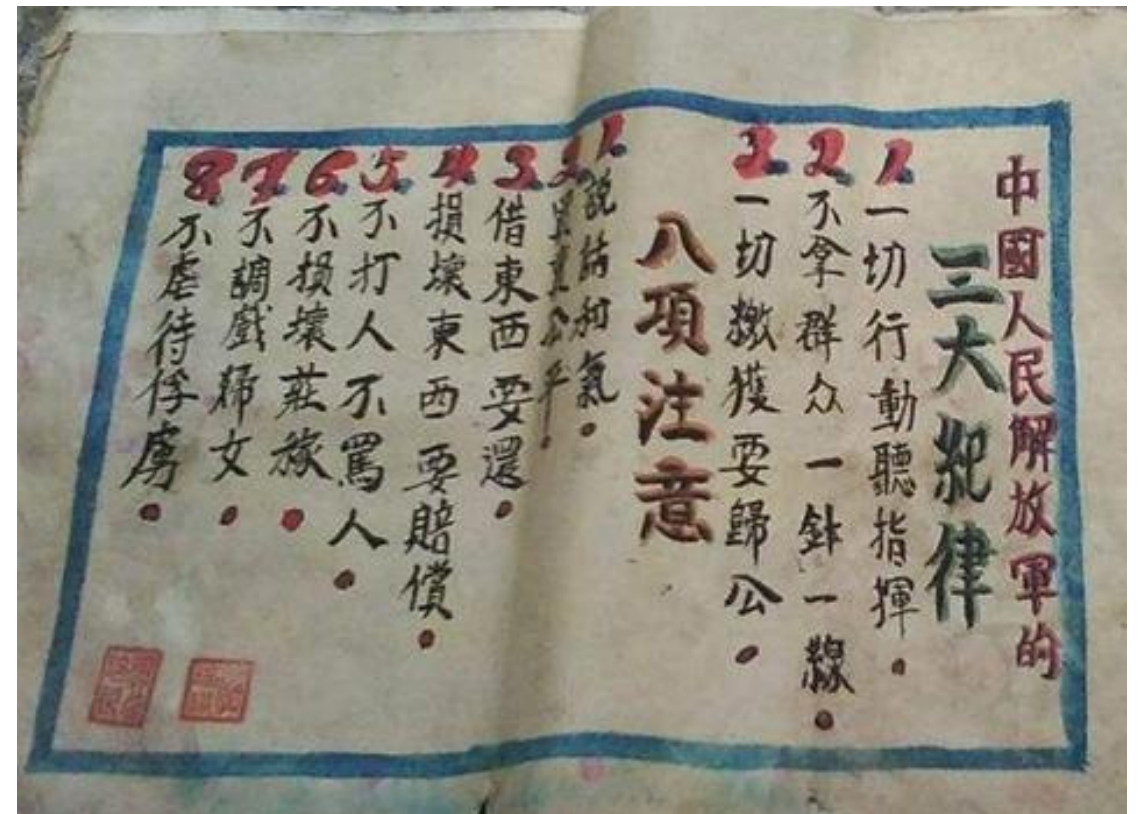 中國人民解放軍的
三大紀律
1.一切行動聽指揮.
2.不拿群众一針一線.
3.一切繳獲要歸公.
八項注意
1.說話和氣.
2.買賣公平.
3.借東西要還.
4.損壞東西要賠償.
5.不打人不罵人.
6.不損壞莊稼.
7.不調戲婦女.
8.不虐待俘虜.